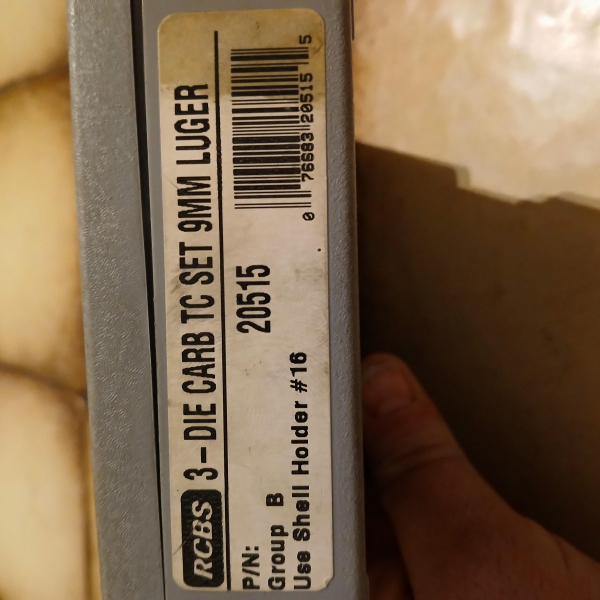 RCBS 3-DIE CARB TC SET 9MM LUGER
P/N: 20515
Group B
Use Shell Holder #16
0 76683 20515 5